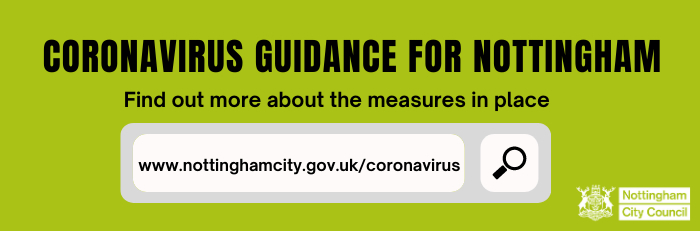 CORONAVIRUS GUIDANCE FOR NOTTINGHAM
Find out more about the measures in place
www.nottinghamcity.gov.uk/coronavirus
Nottingham
City Council